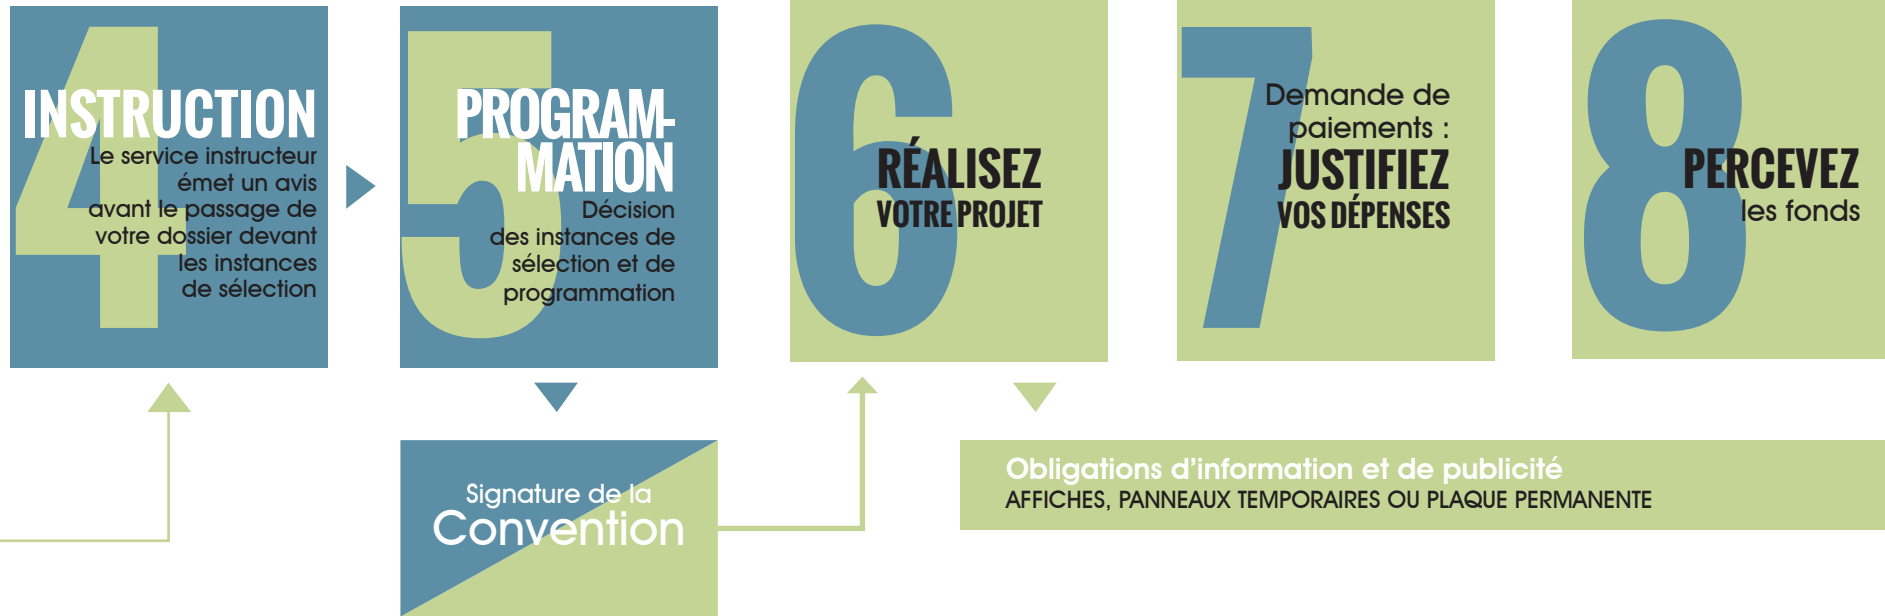 4
INSTRUCTION
Le service instructeur
émet un avis
avant le passage de
votre dossier devant
les instances
de sélection
5
PROGRAM-
MATION
Décision
des instances de
sélection et de
programmation
6
RÉALISEZ
VOTRE PROJET
7
Demande de
paiements :
JUSTIFIEZ
VOS DÉPENSES
8
PERCEVEZ
les fonds
Signature de la
Convention
Obligations d’information et de publicité
AFFICHES, PANNEAUX TEMPORAIRES OU PLAQUE PERMANENTE